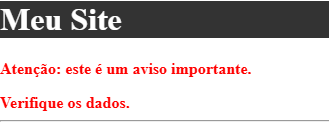 Meu Site
Atenção: este é um aviso importante.
Verifique os dados.